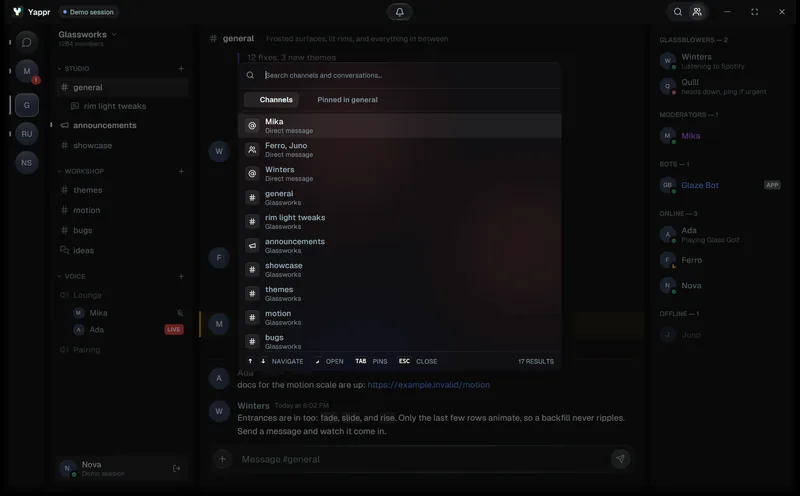 Yappr
Demo session
Glassworks
1284 members
STUDIO
general
rim light tweaks
announcements
showcase
WORKSHOP
themes
motion
bugs
ideas
VOICE
Lounge
M Mika
A Ada LIVE
Pairing
N Nova
Demo session
M
!
G
RU
NS
# general Frosted surfaces, lit rims, and everything in between
12 fixes, 3 new themes
Search channels and conversations...
Channels Pinned in general
Mika
Direct message
Ferro, Juno
Direct message
Winters
Direct message
general
Glassworks
rim light tweaks
Glassworks
announcements
Glassworks
showcase
Glassworks
themes
Glassworks
motion
Glassworks
bugs
Glassworks
NAVIGATE OPEN TAB PINS ESC CLOSE 17 RESULTS
W
F
M
A Ada
docs for the motion scale are up: https://example.invalid/motion
W Winters Today at 6:02 PM
Entrances are in too: fade, slide, and rise. Only the last few rows animate, so a backfill never ripples.
Send a message and watch it come in.
Message #general
GLASSBLOWERS — 2
W Winters
Listening to Spotify
Q Quill
heads down, ping if urgent
MODERATORS — 1
M Mika
BOTS — 1
GB Glaze Bot APP
ONLINE — 3
A Ada
Playing Glass Golf
F Ferro
N Nova
OFFLINE — 1
J Juno